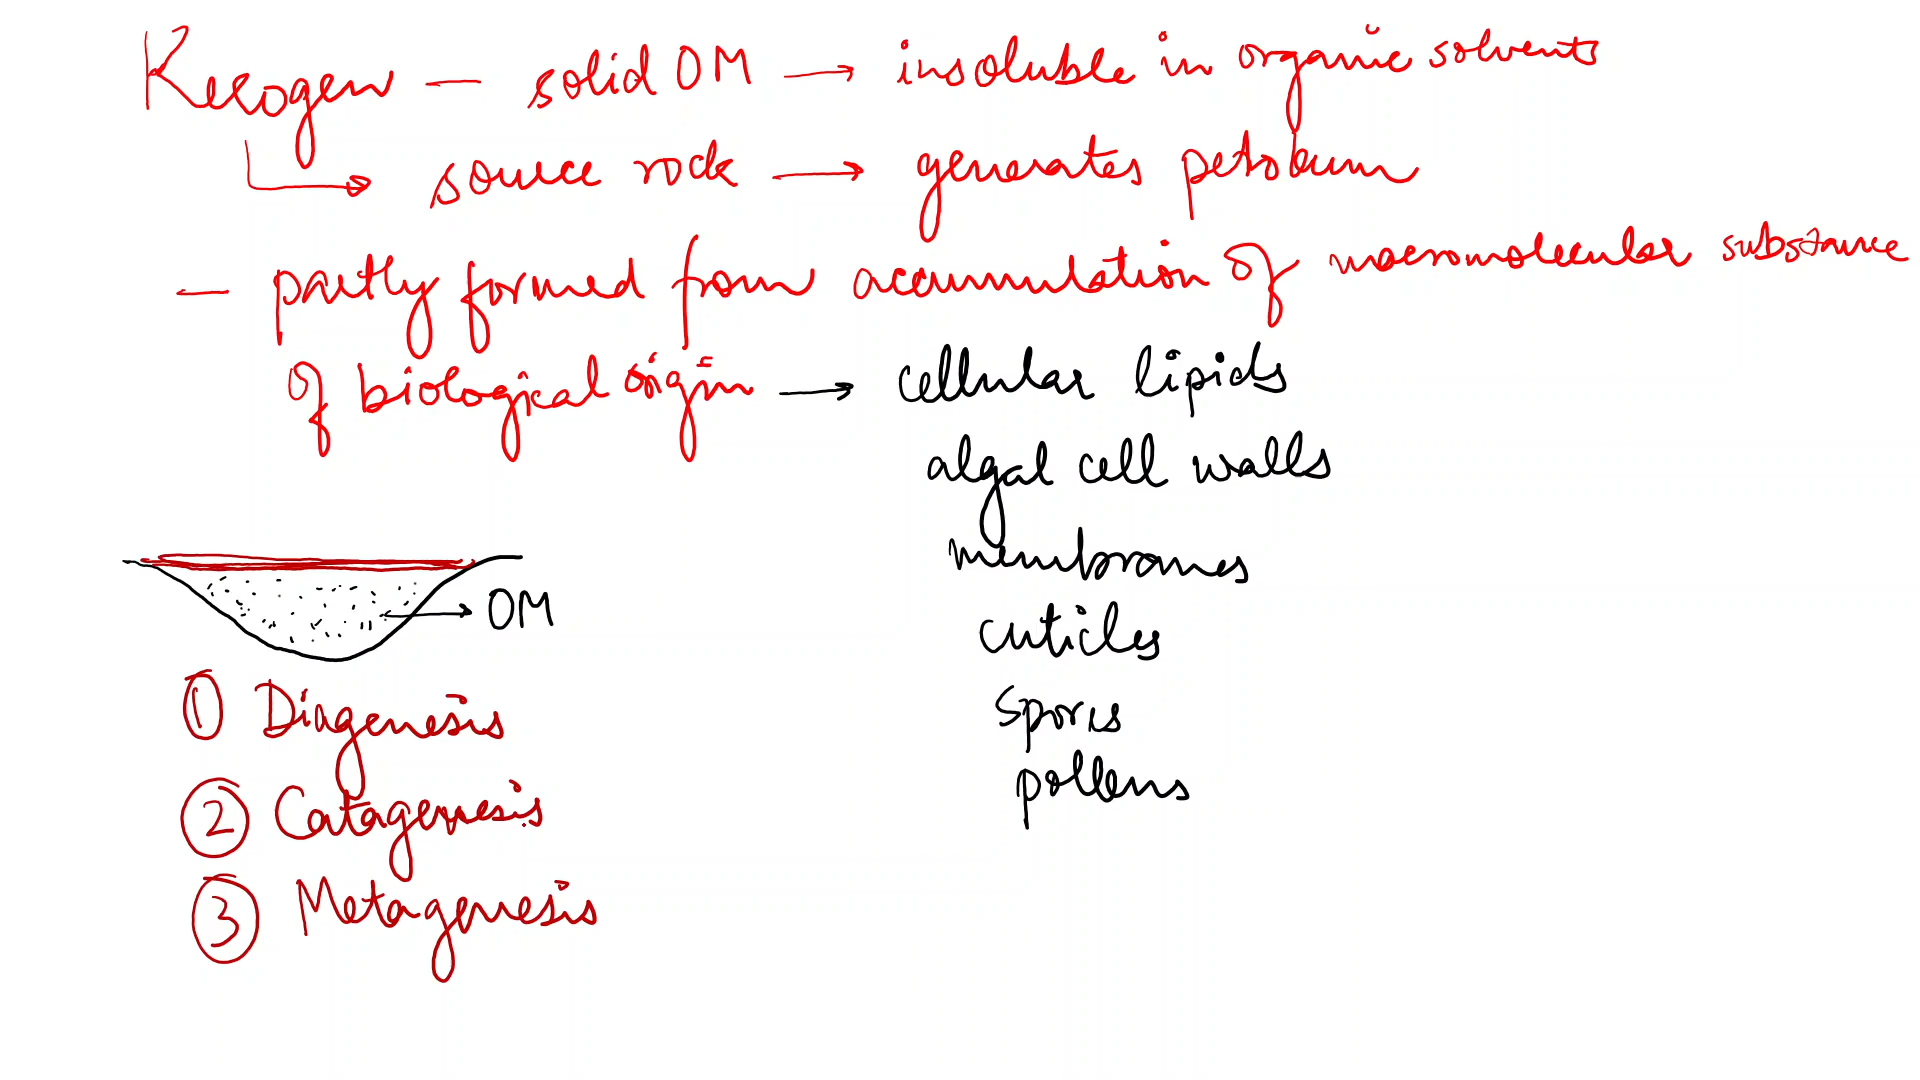 Kerogen — solid OM → insoluble in organic solvents
source rock → generates petroleum
— partly formed from accumulation of macromolecular substance
of biological origin → cellular lipids
algal cell walls
membranes
cuticles
spores
pollens
OM
① Diagenesis
② Catagenesis
③ Metagenesis